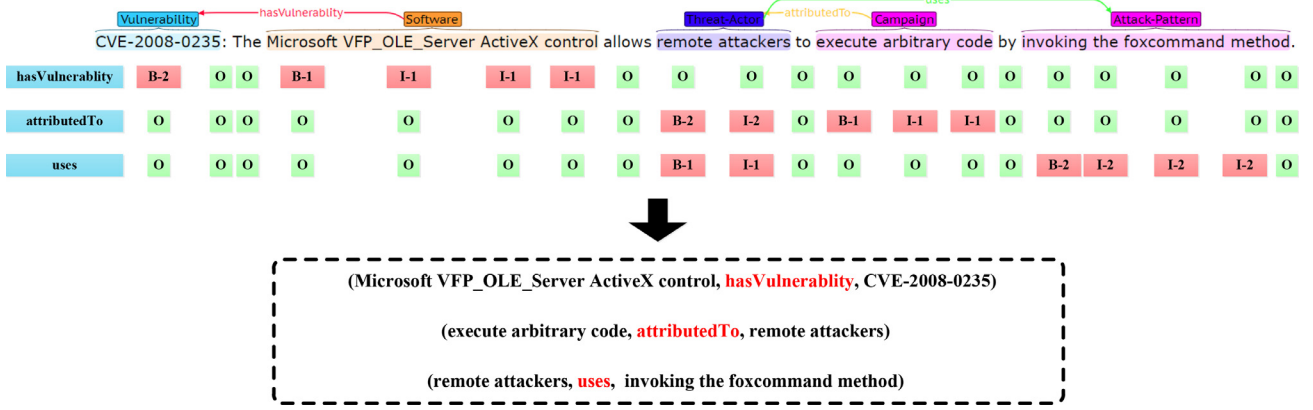 uses
Vulnerability hasVulnerablity Software Threat-Actor attributedTo Campaign Attack-Pattern
CVE-2008-0235: The Microsoft VFP_OLE_Server ActiveX control allows remote attackers to execute arbitrary code by invoking the foxcommand method.
hasVulnerablity B-2 O O B-1 I-1 I-1 I-1 O O O O O O O O O O O O O
attributedTo O O O O O O O O B-2 I-2 O B-1 I-1 I-1 O O O O O O
uses O O O O O O O O B-1 I-1 O O O O O B-2 I-2 I-2 I-2 O
(Microsoft VFP_OLE_Server ActiveX control, hasVulnerablity, CVE-2008-0235)
(execute arbitrary code, attributedTo, remote attackers)
(remote attackers, uses, invoking the foxcommand method)